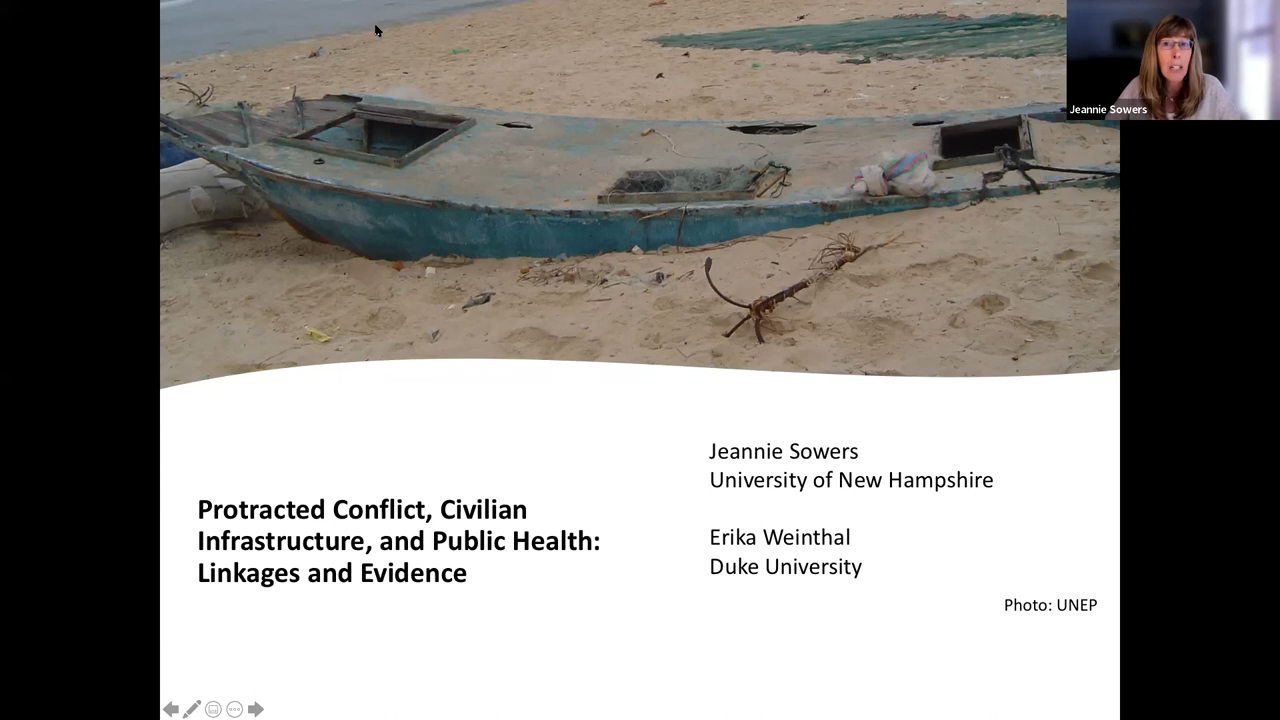 Jeannie Sowers
Jeannie Sowers
University of New Hampshire
Erika Weinthal
Duke University
Protracted Conflict, Civilian
Infrastructure, and Public Health:
Linkages and Evidence
Photo: UNEP